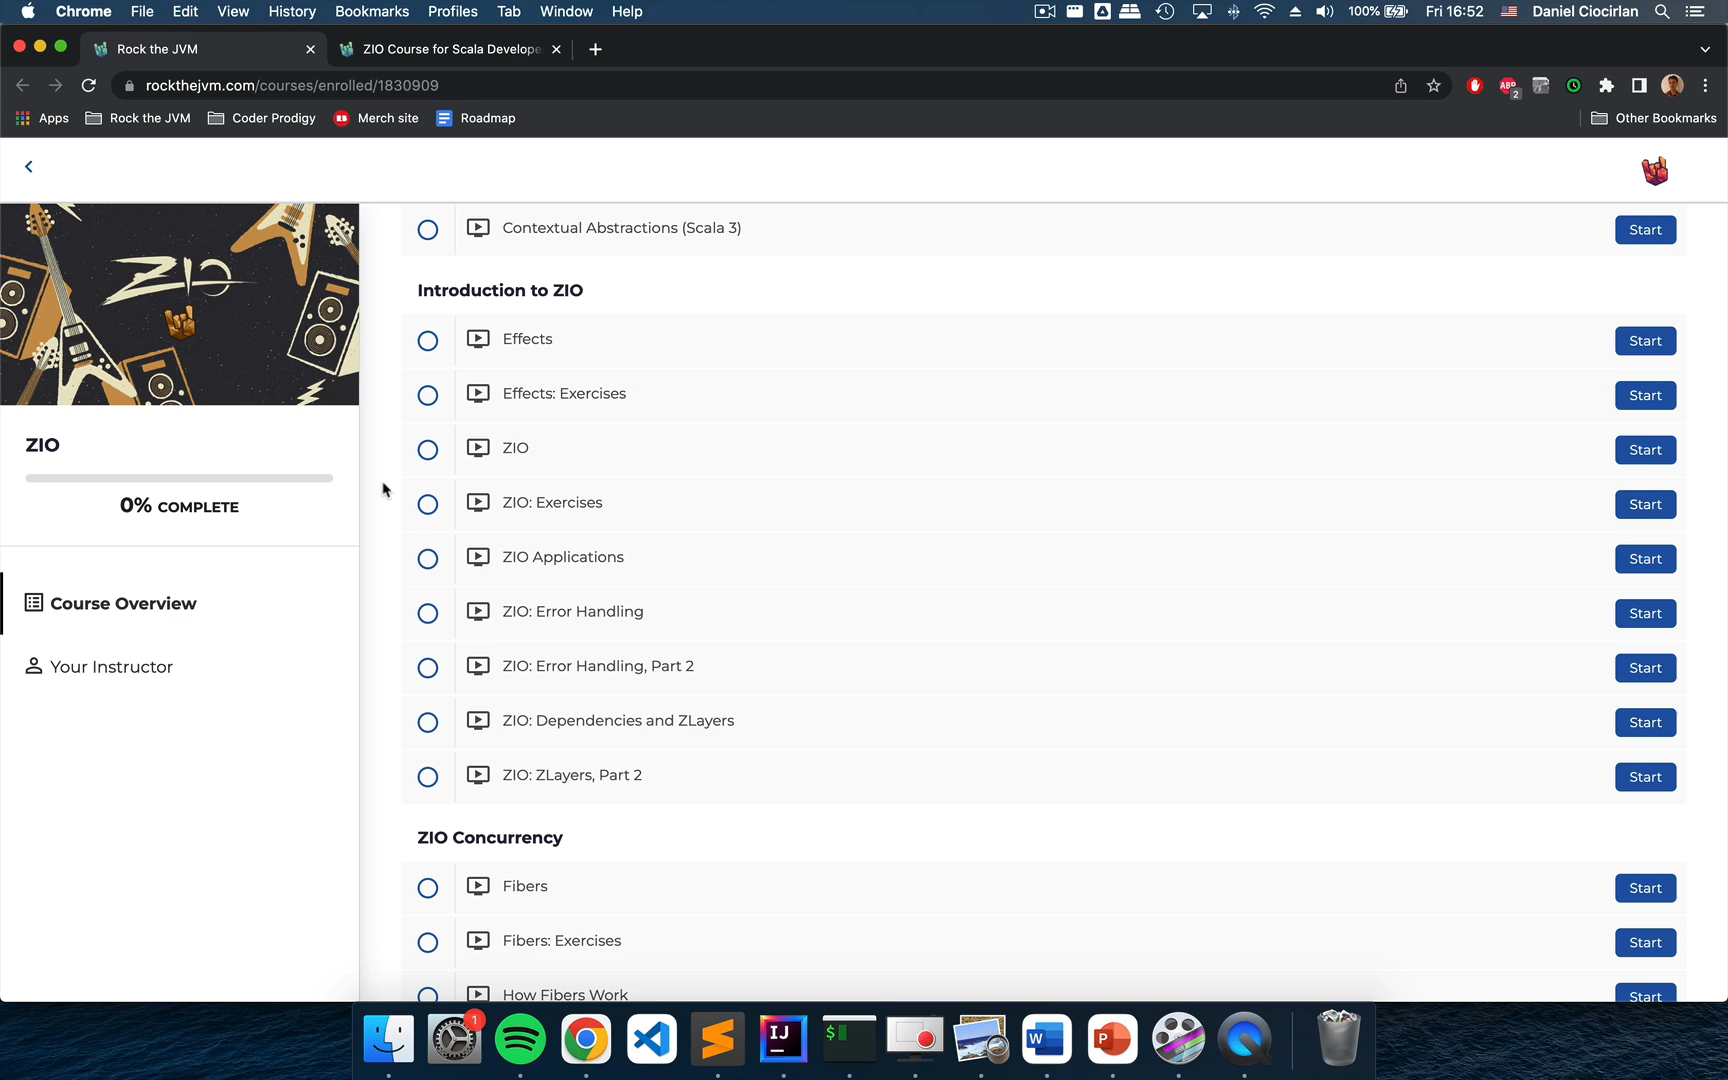 Chrome File Edit View History Bookmarks Profiles Tab Window Help 100% Fri 16:52 Daniel Ciocirlan
Rock the JVM ZIO Course for Scala Develope
rockthejvm.com/courses/enrolled/1830909 ABP 2
Apps Rock the JVM Coder Prodigy Merch site Roadmap Other Bookmarks
Contextual Abstractions (Scala 3) Start
Introduction to ZIO
Effects Start
Effects: Exercises Start
ZIO Start
ZIO: Exercises Start
ZIO Applications Start
ZIO: Error Handling Start
ZIO: Error Handling, Part 2 Start
ZIO: Dependencies and ZLayers Start
ZIO: ZLayers, Part 2 Start
ZIO Concurrency
Fibers Start
Fibers: Exercises Start
How Fibers Work Start
ZIO
ZIO
0% COMPLETE
Course Overview
Your Instructor
1
IJ
$
W
P